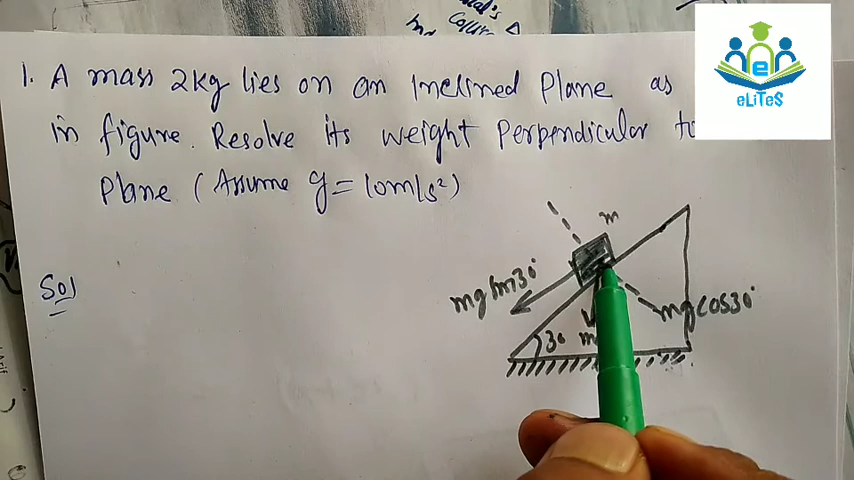 1. A mass 2kg lies on an Inclined Plane as
in figure. Resolve its weight Perpendicular to
Plane (Assume g = 10m/s²)
Sol
m
mg sin30°
mg cos30°
30
m
eLiTeS